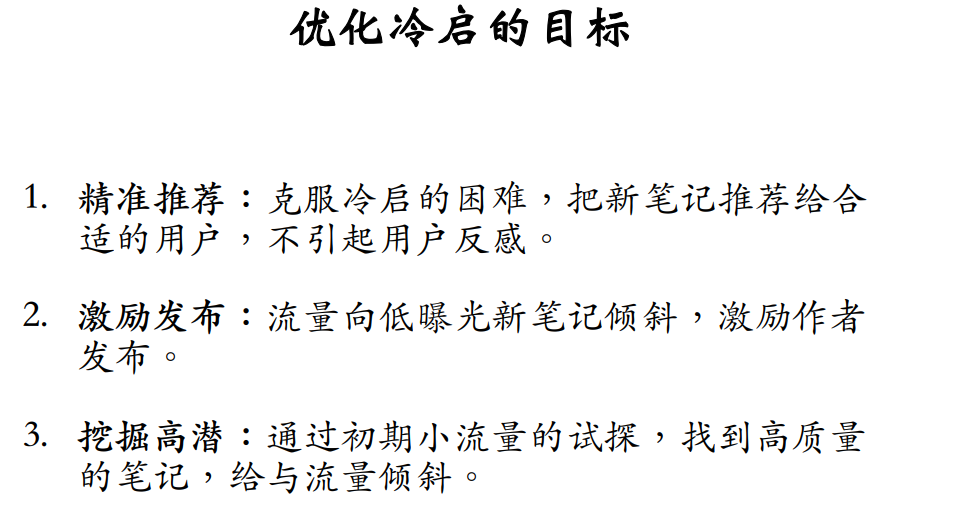 优化冷启的目标
1. 精准推荐：克服冷启的困难，把新笔记推荐给合
适的用户，不引起用户反感。
2. 激励发布：流量向低曝光新笔记倾斜，激励作者
发布。
3. 挖掘高潜：通过初期小流量的试探，找到高质量
的笔记，给与流量倾斜。